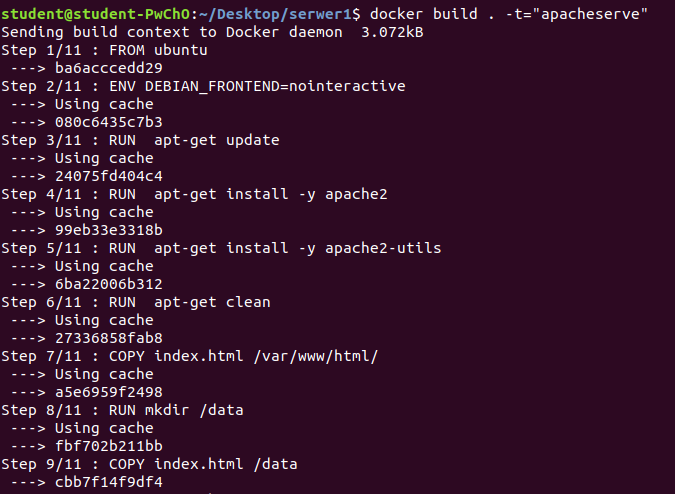 student@student-PwChO:~/Desktop/serwer1$ docker build . -t="apacheserve"
Sending build context to Docker daemon  3.072kB
Step 1/11 : FROM ubuntu
 ---> ba6acccedd29
Step 2/11 : ENV DEBIAN_FRONTEND=nointeractive
 ---> Using cache
 ---> 080c6435c7b3
Step 3/11 : RUN  apt-get update
 ---> Using cache
 ---> 24075fd404c4
Step 4/11 : RUN  apt-get install -y apache2
 ---> Using cache
 ---> 99eb33e3318b
Step 5/11 : RUN  apt-get install -y apache2-utils
 ---> Using cache
 ---> 6ba22006b312
Step 6/11 : RUN  apt-get clean
 ---> Using cache
 ---> 27336858fab8
Step 7/11 : COPY index.html /var/www/html/
 ---> Using cache
 ---> a5e6959f2498
Step 8/11 : RUN mkdir /data
 ---> Using cache
 ---> fbf702b211bb
Step 9/11 : COPY index.html /data
 ---> cbb7f14f9df4